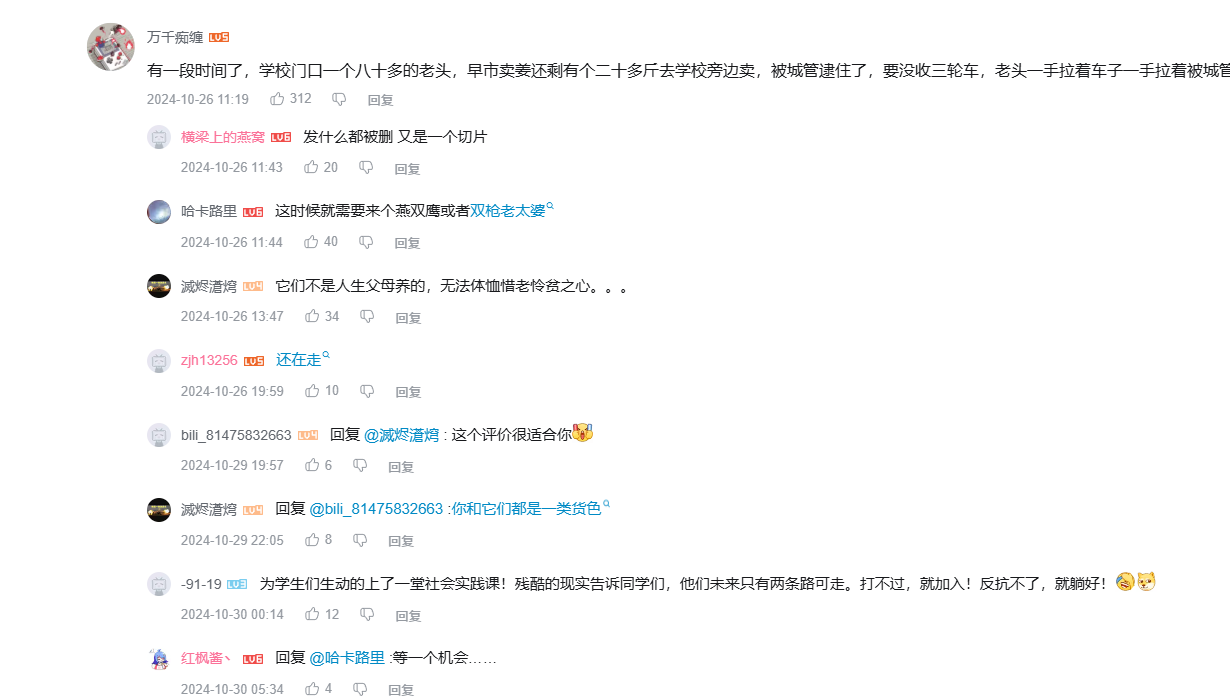 万千痴缠 LV5
有一段时间了，学校门口一个八十多的老头，早市卖姜还剩有个二十多斤去学校旁边卖，被城管逮住了，要没收三轮车，老头一手拉着车子一手拉着被城管
2024-10-26 11:19 312 回复
横梁上的燕窝 LV6 发什么都被删 又是一个切片
2024-10-26 11:43 20 回复
哈卡路里 LV6 这时候就需要来个燕双鹰或者双枪老太婆
2024-10-26 11:44 40 回复
LV4 它们不是人生父母养的，无法体恤惜老怜贫之心。。。
2024-10-26 13:47 34 回复
zjh13256 LV5 还在走
2024-10-26 19:59 10 回复
bili_81475832663 LV4 回复 : 这个评价很适合你
2024-10-29 19:57 6 回复
LV4 回复 @bili_81475832663 :你和它们都是一类货色
2024-10-29 22:05 8 回复
-91-19 LV3 为学生们生动的上了一堂社会实践课！残酷的现实告诉同学们，他们未来只有两条路可走。打不过，就加入！反抗不了，就躺好！
2024-10-30 00:14 12 回复
红枫酱丶 LV6 回复 @哈卡路里 :等一个机会……
2024-10-30 05:34 4 回复